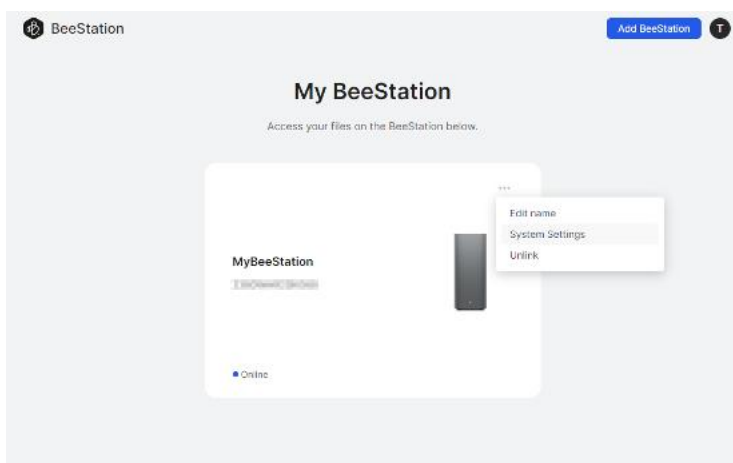 BeeStation
Add BeeStation
T
My BeeStation
Access your files on the BeeStation below.
...
Edit name
System Settings
Unlink
MyBeeStation
Online